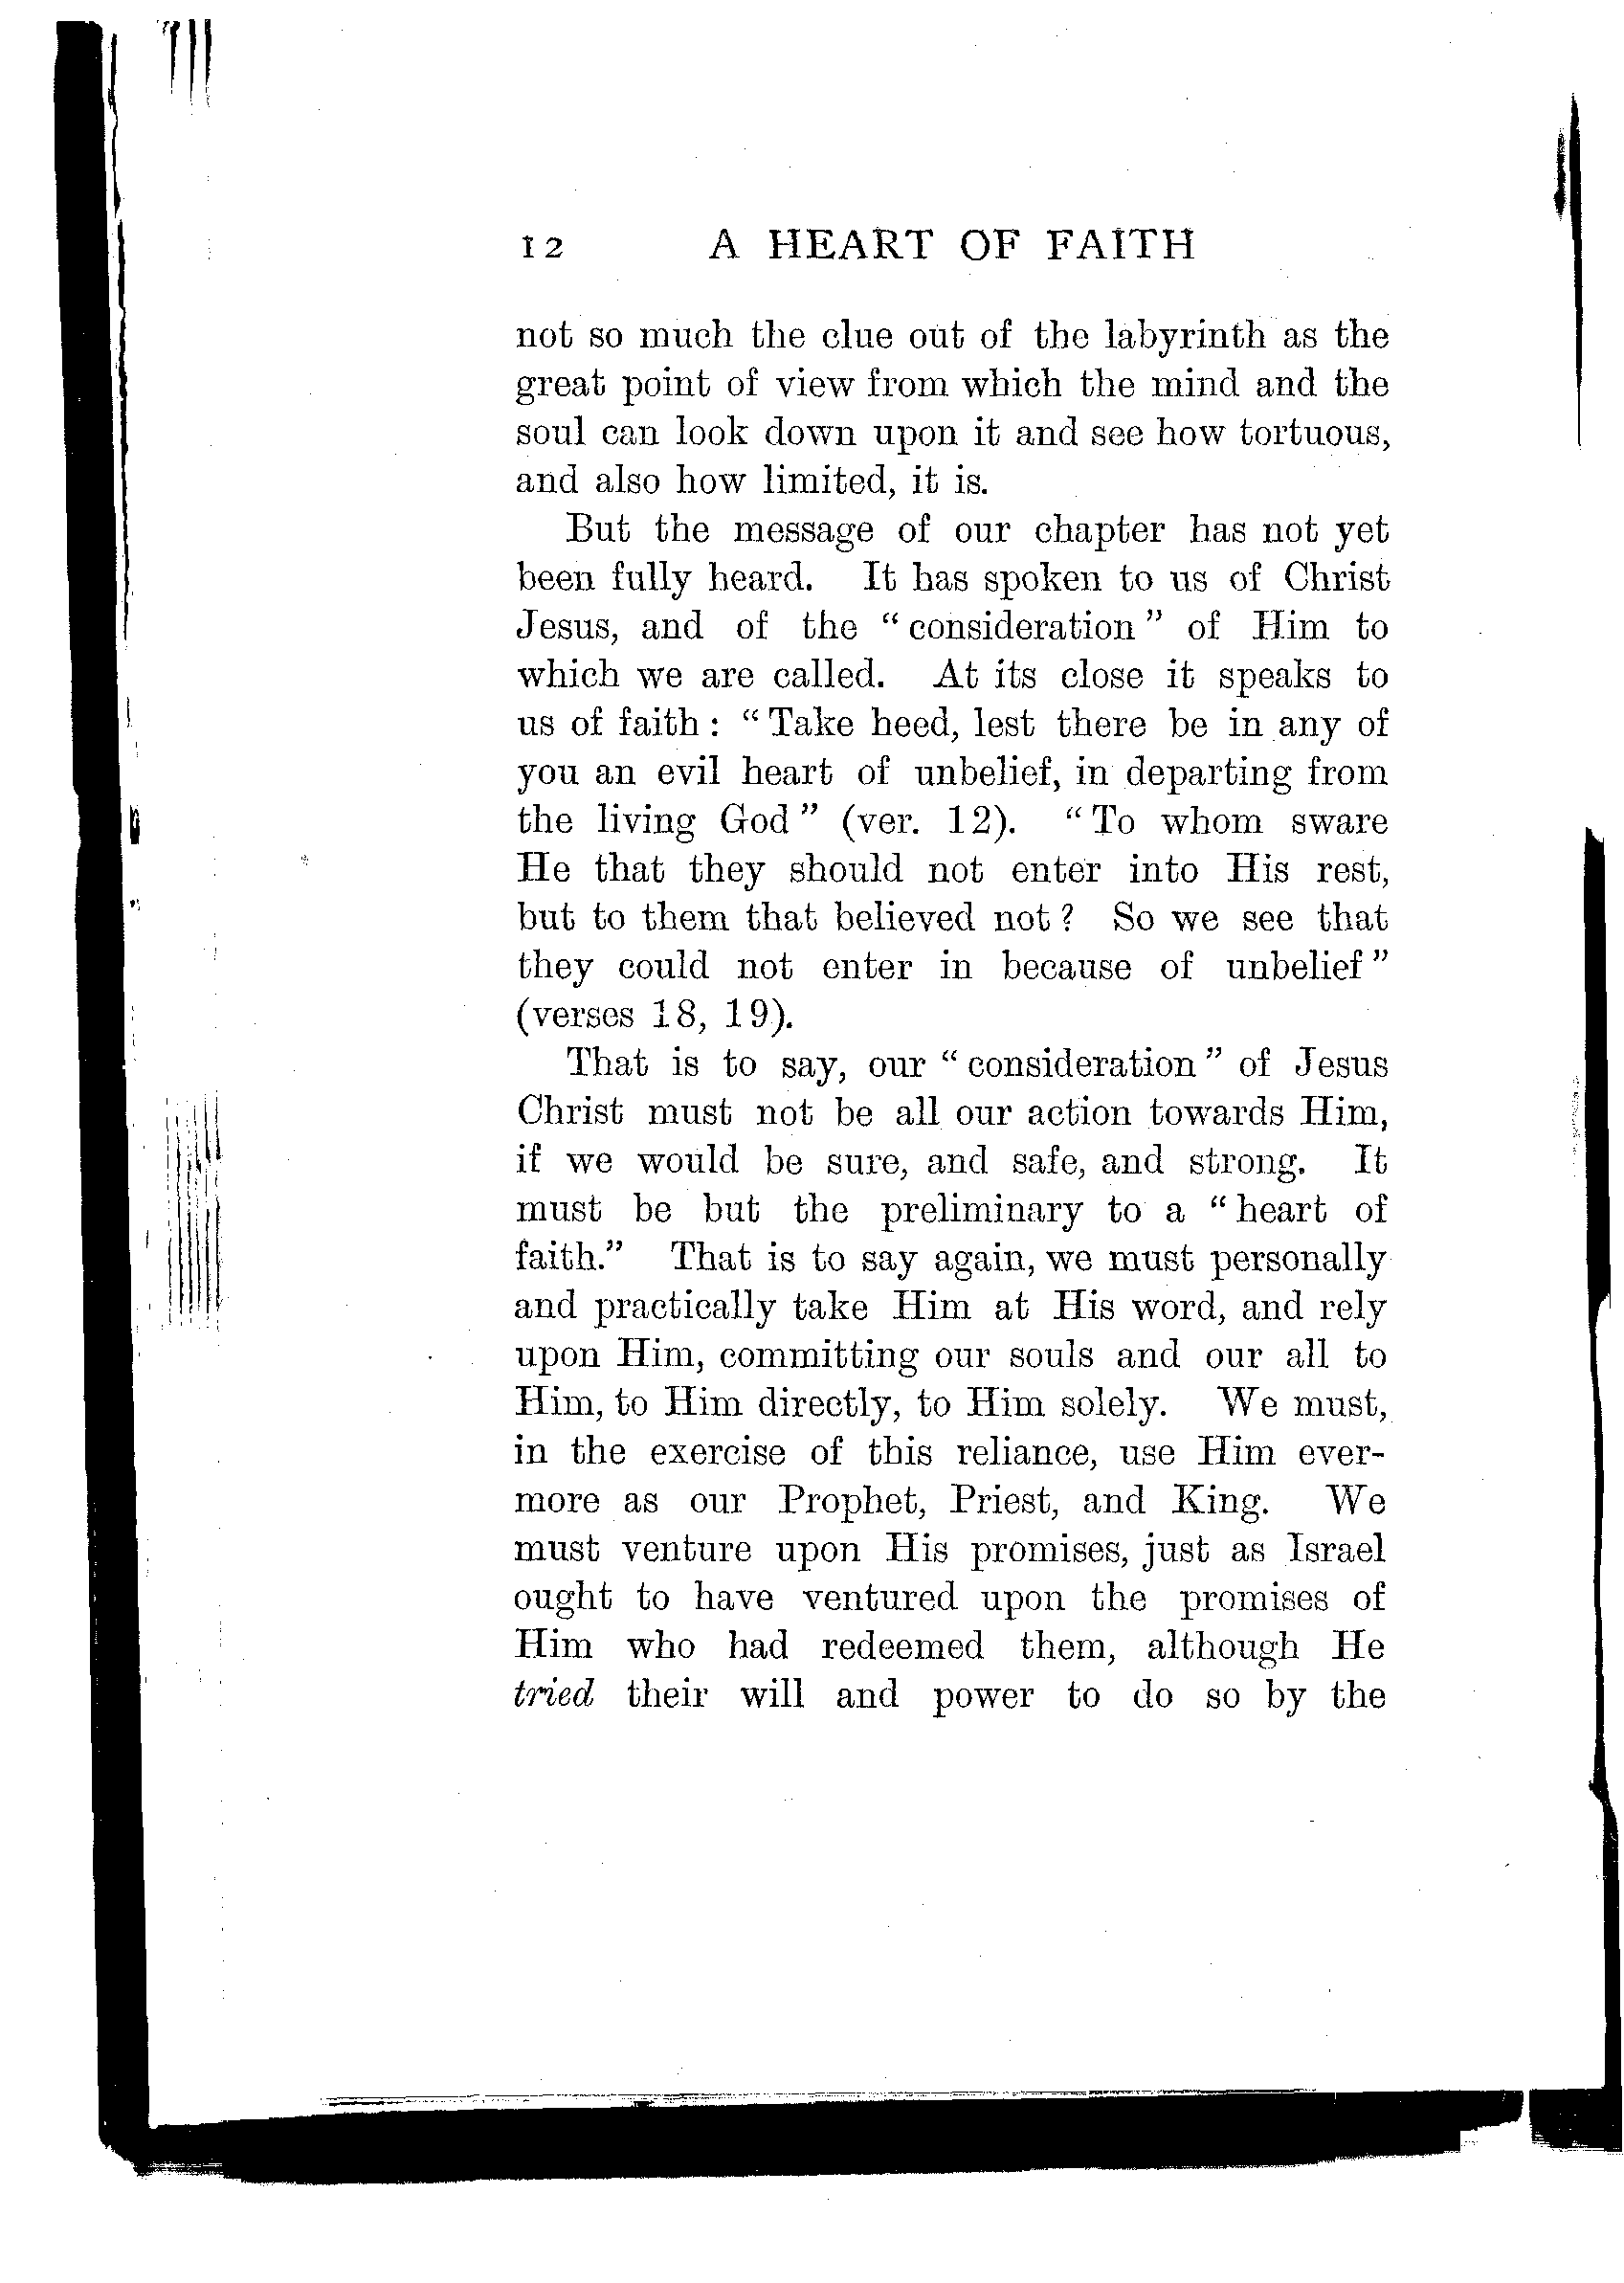 12 A HEART OF FAITH
not so much the clue out of the labyrinth as the
great point of view from which the mind and the
soul can look down upon it and see how tortuous,
and also how limited, it is.
But the message of our chapter has not yet
been fully heard. It has spoken to us of Christ
Jesus, and of the “consideration” of Him to
which we are called. At its close it speaks to
us of faith: “Take heed, lest there be in any of
you an evil heart of unbelief, in departing from
the living God” (ver. 12). “To whom sware
He that they should not enter into His rest,
but to them that believed not? So we see that
they could not enter in because of unbelief”
(verses 18, 19).
That is to say, our “consideration” of Jesus
Christ must not be all our action towards Him,
if we would be sure, and safe, and strong. It
must be but the preliminary to a “heart of
faith.” That is to say again, we must personally
and practically take Him at His word, and rely
upon Him, committing our souls and our all to
Him, to Him directly, to Him solely. We must,
in the exercise of this reliance, use Him ever-
more as our Prophet, Priest, and King. We
must venture upon His promises, just as Israel
ought to have ventured upon the promises of
Him who had redeemed them, although He
tried their will and power to do so by the